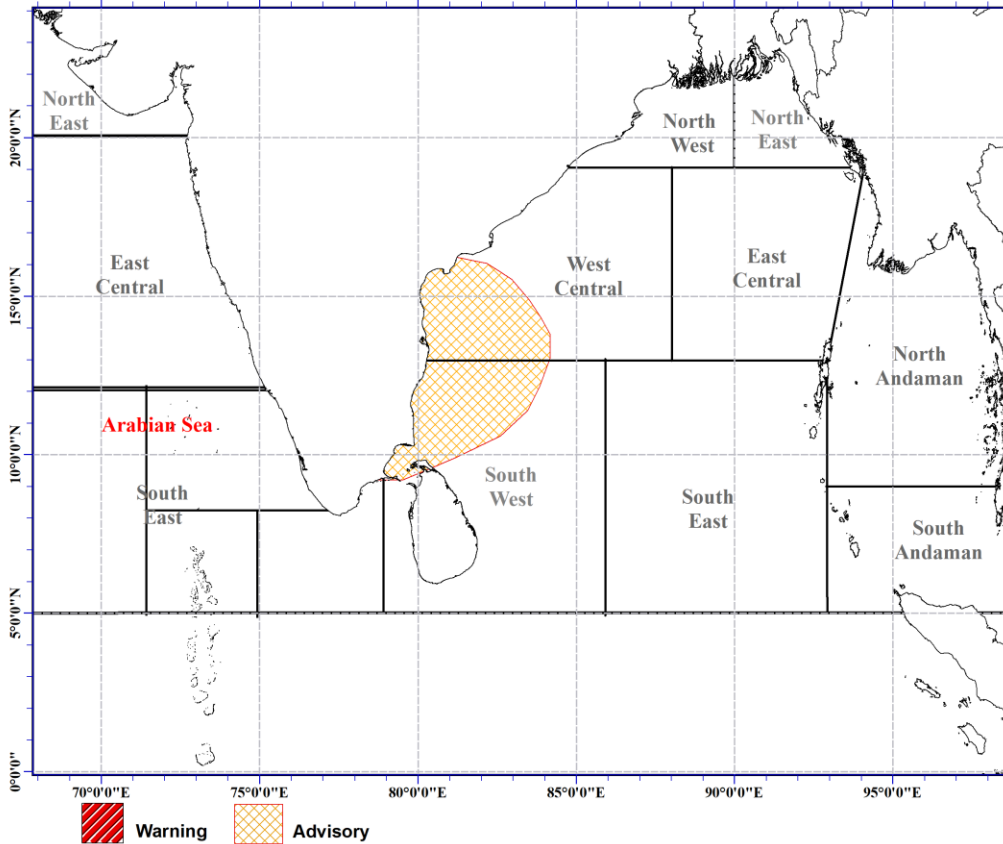 North
East
20°0'0"N
North
West
North
East
East
Central
West
Central
East
Central
15°0'0"N
North
Andaman
Arabian Sea
10°0'0"N
South
East
South
West
South
East
South
Andaman
5°0'0"N
0°0'0"
70°0'0"E
75°0'0"E
80°0'0"E
85°0'0"E
90°0'0"E
95°0'0"E
Warning
Advisory